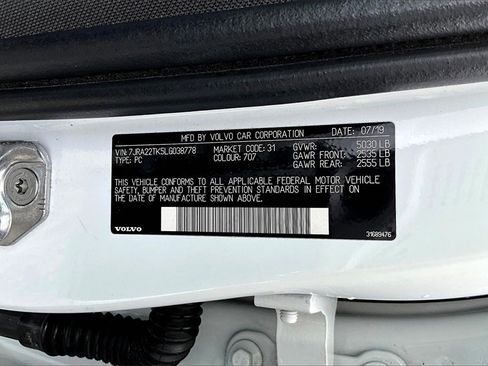 MFD BY VOLVO CAR CORPORATION DATE: 07/19
VIN: 7JRA22TK5LG038778 MARKET CODE: 31 GVWR: 5030 LB
TYPE: PC COLOUR: 707 GAWR FRONT: 2535 LB
GAWR REAR: 2555 LB
THIS VEHICLE CONFORMS TO ALL APPLICABLE FEDERAL MOTOR VEHICLE
SAFETY, BUMPER AND THEFT PREVENTION STANDARDS IN EFFECT ON
THE DATE OF MANUFACTURE SHOWN ABOVE.
VOLVO 31689476